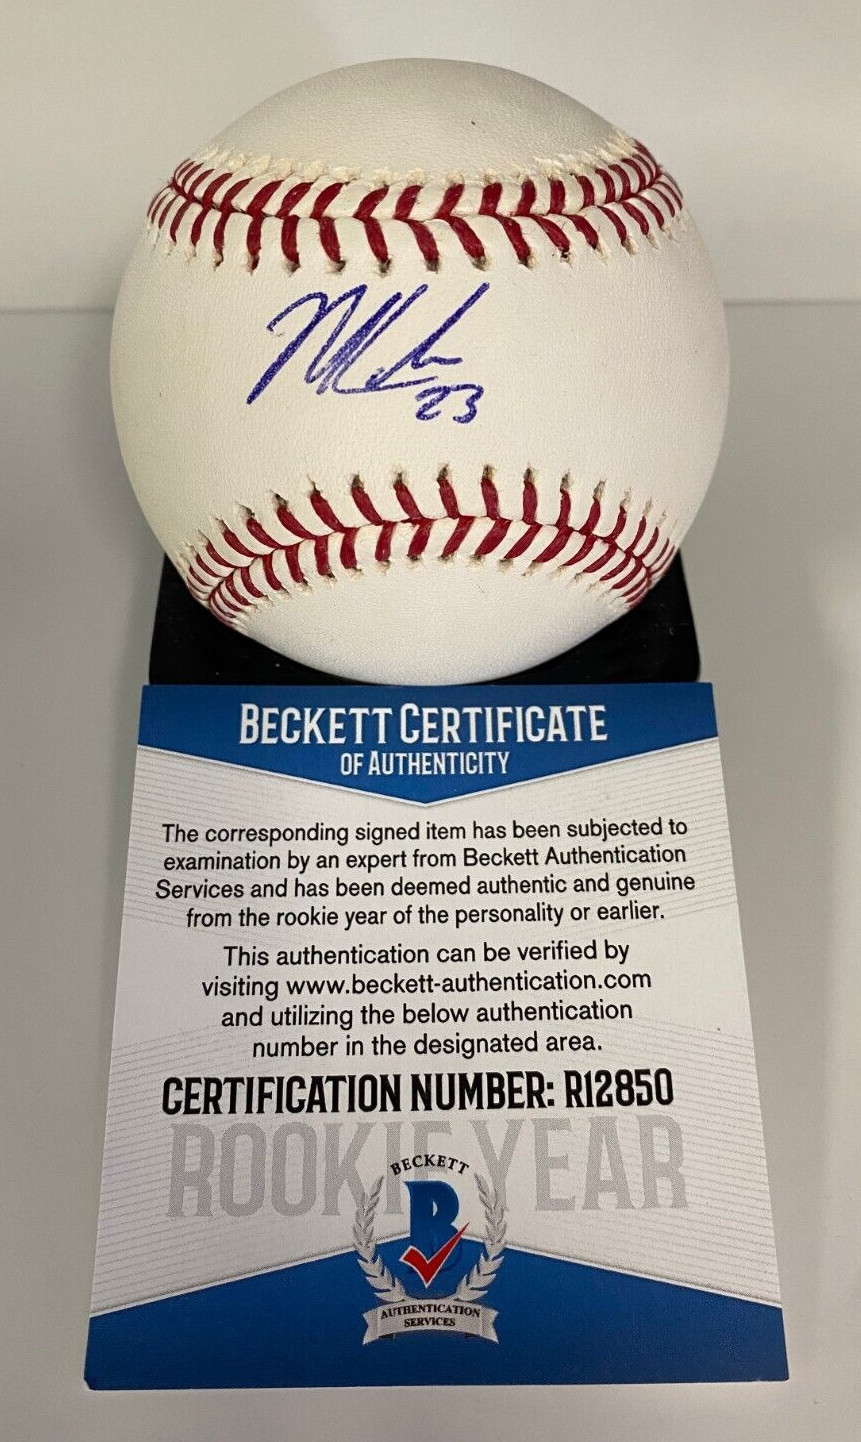 23
BECKETT CERTIFICATE
OF AUTHENTICITY
The corresponding signed item has been subjected to
examination by an expert from Beckett Authentication
Services and has been deemed authentic and genuine
from the rookie year of the personality or earlier.
This authentication can be verified by
visiting www.beckett-authentication.com
and utilizing the below authentication
number in the designated area.
CERTIFICATION NUMBER: R12850
ROOKIE YEAR
BECKETT
B
AUTHENTICATION
SERVICES